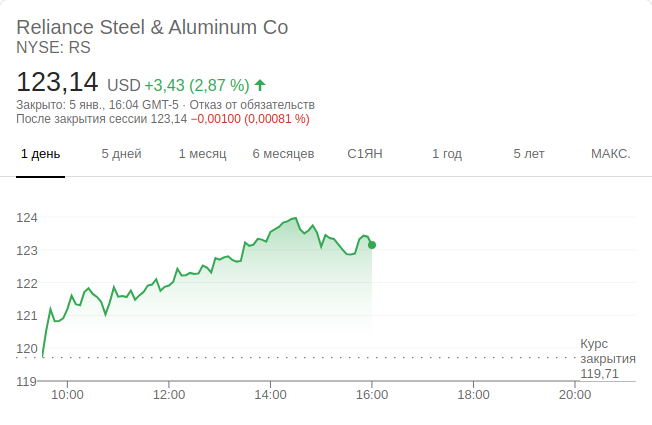 Reliance Steel & Aluminum Co
NYSE: RS
123,14 USD +3,43 (2,87 %)
Закрыто: 5 янв., 16:04 GMT-5 · Отказ от обязательств
После закрытия сессии 123,14 −0,00100 (0,00081 %)
1 день 5 дней 1 месяц 6 месяцев С1ЯН 1 год 5 лет МАКС.
124
123
122
121
120
119
Курс
закрытия
119,71
10:00 12:00 14:00 16:00 18:00 20:00